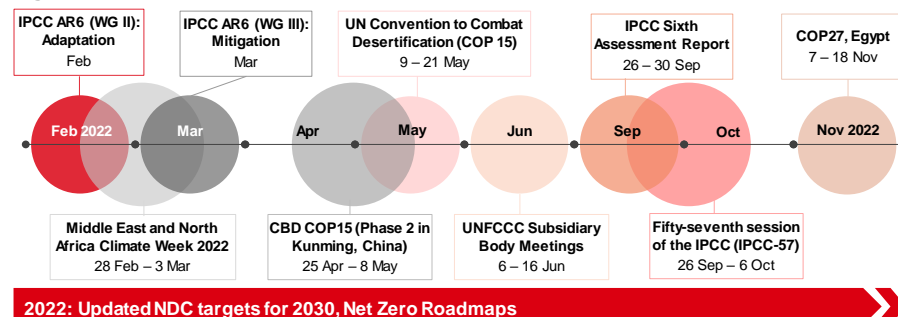 IPCC AR6 (WG II):
Adaptation
Feb
IPCC AR6 (WG III):
Mitigation
Mar
UN Convention to Combat
Desertification (COP 15)
9 – 21 May
IPCC Sixth
Assessment Report
26 – 30 Sep
COP27, Egypt
7 – 18 Nov
Feb 2022
Mar
Apr
May
Jun
Sep
Oct
Nov 2022
Middle East and North
Africa Climate Week 2022
28 Feb – 3 Mar
CBD COP15 (Phase 2 in
Kunming, China)
25 Apr – 8 May
UNFCCC Subsidiary
Body Meetings
6 – 16 Jun
Fifty-seventh session
of the IPCC (IPCC-57)
26 Sep – 6 Oct
2022: Updated NDC targets for 2030, Net Zero Roadmaps